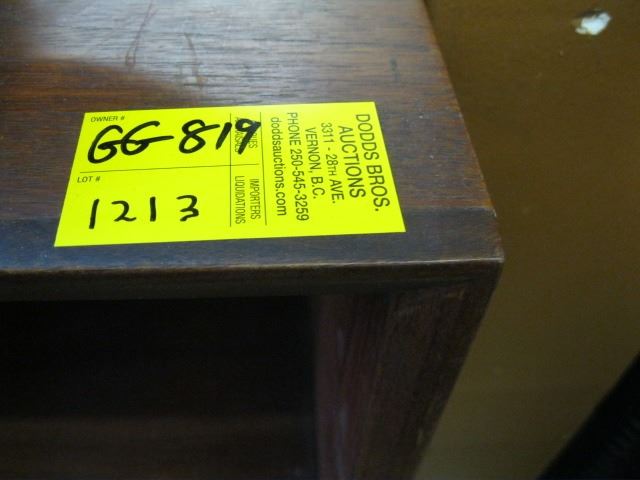 OWNER #
GG-819
LOT #
1213
IMPORTERS
LIQUIDATIONS
DODDS BROS.
AUCTIONS
3311 - 28TH AVE.
VERNON, B.C.
PHONE 250-545-3259
doddsauctions.com